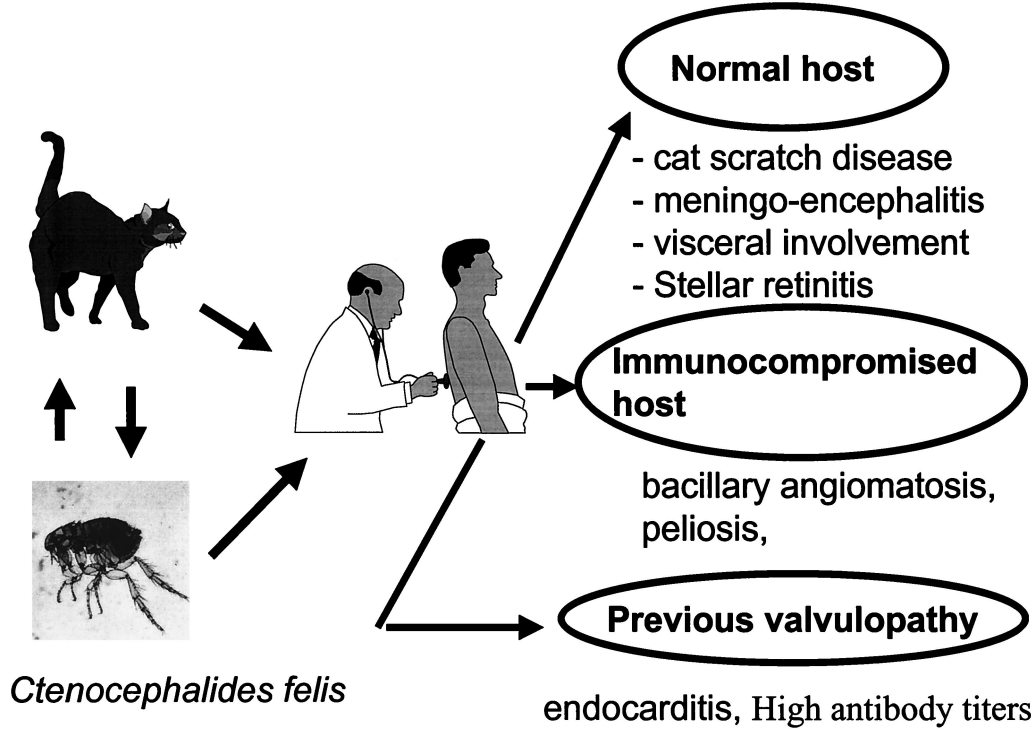 Normal host
- cat scratch disease
- meningo-encephalitis
- visceral involvement
- Stellar retinitis
Immunocompromised
host
bacillary angiomatosis,
peliosis,
Previous valvulopathy
Ctenocephalides felis
endocarditis, High antibody titers